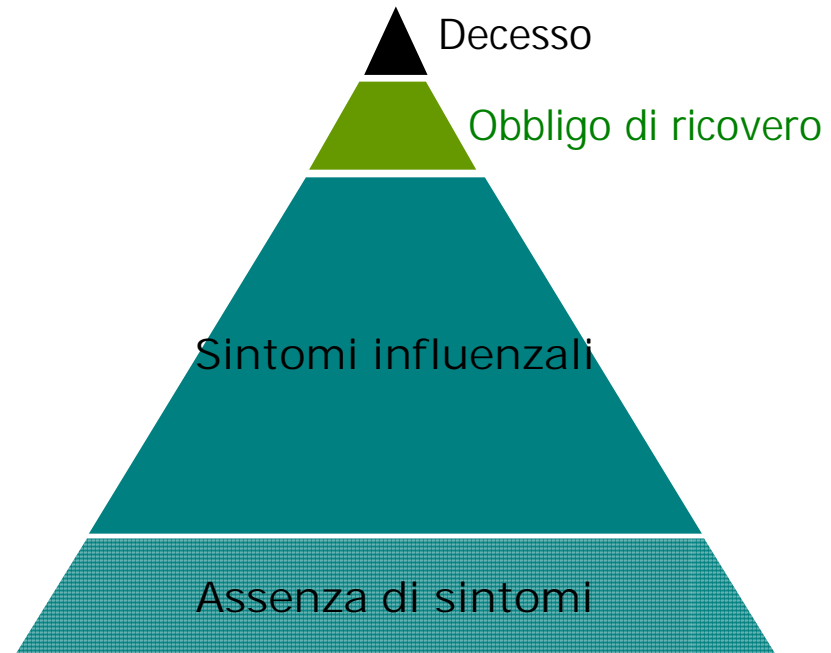 Decesso
Obbligo di ricovero
Sintomi influenzali
Assenza di sintomi